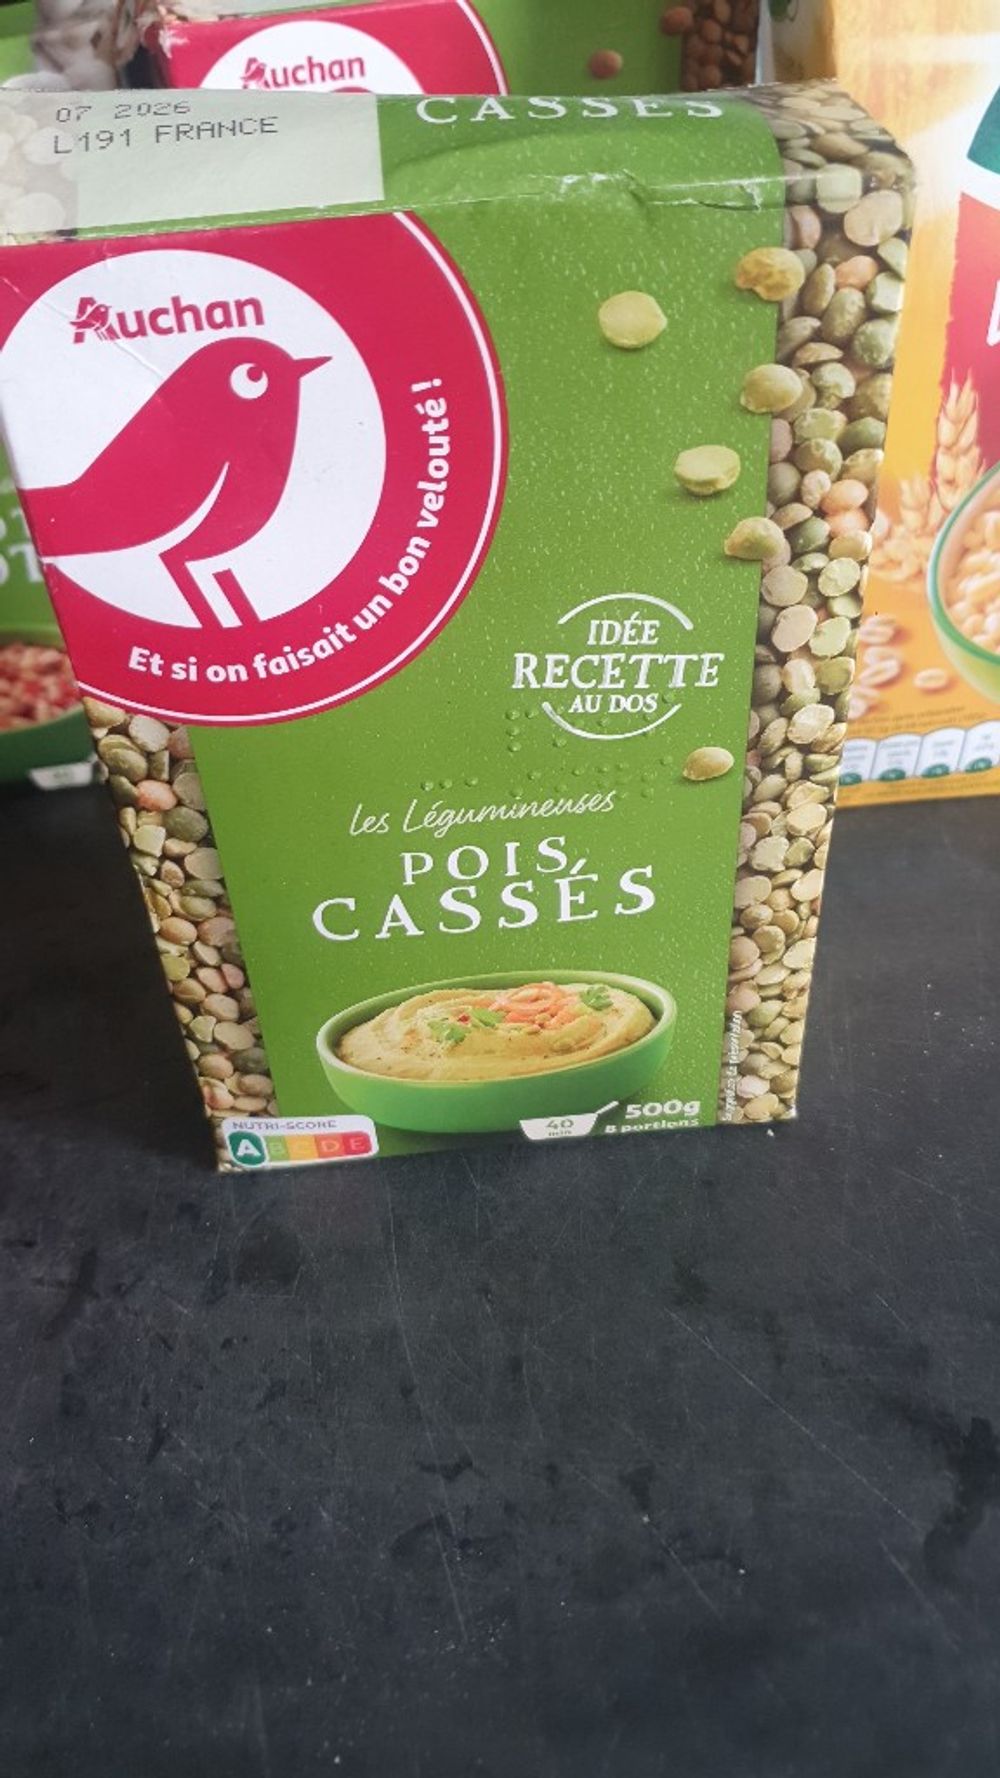 Auchan
07 2026
L191 FRANCE
CASSÉS
Auchan
Et si on faisait un bon velouté !
IDÉE
RECETTE
AU DOS
Les Légumineuses
POIS
CASSÉS
NUTRI-SCORE
A B C D E
40
min
500g
8 portions